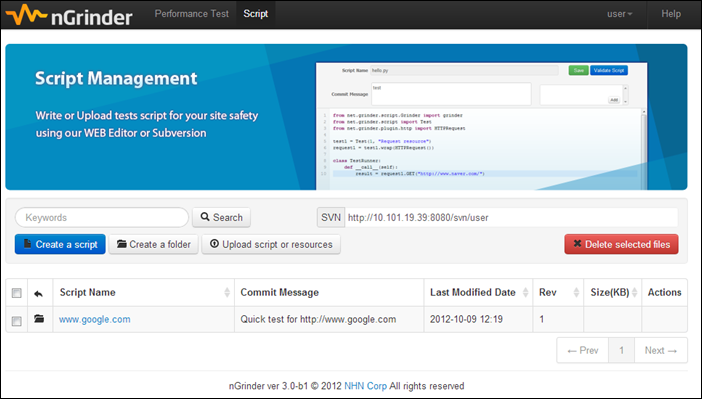 nGrinder Performance Test Script user Help
Script Management
Write or Upload tests script for your site safety
using our WEB Editor or Subversion
Script Name hello.py Save Validate Script
Commit Message test
Add
1 from net.grinder.script.Grinder import grinder
2 from net.grinder.script import Test
3 from net.grinder.plugin.http import HTTPRequest
4
5 test1 = Test(1, "Request resource")
6 request1 = test1.wrap(HTTPRequest())
7
8 class TestRunner:
9 def __call__(self):
10 result = request1.GET("http://www.naver.com/")
Keywords Search SVN http://10.101.19.39:8080/svn/user
Create a script Create a folder Upload script or resources Delete selected files
Script Name Commit Message Last Modified Date Rev Size(KB) Actions
www.google.com Quick test for http://www.google.com 2012-10-09 12:19 1
← Prev 1 Next →
nGrinder ver 3.0-b1 © 2012 NHN Corp All rights reserved